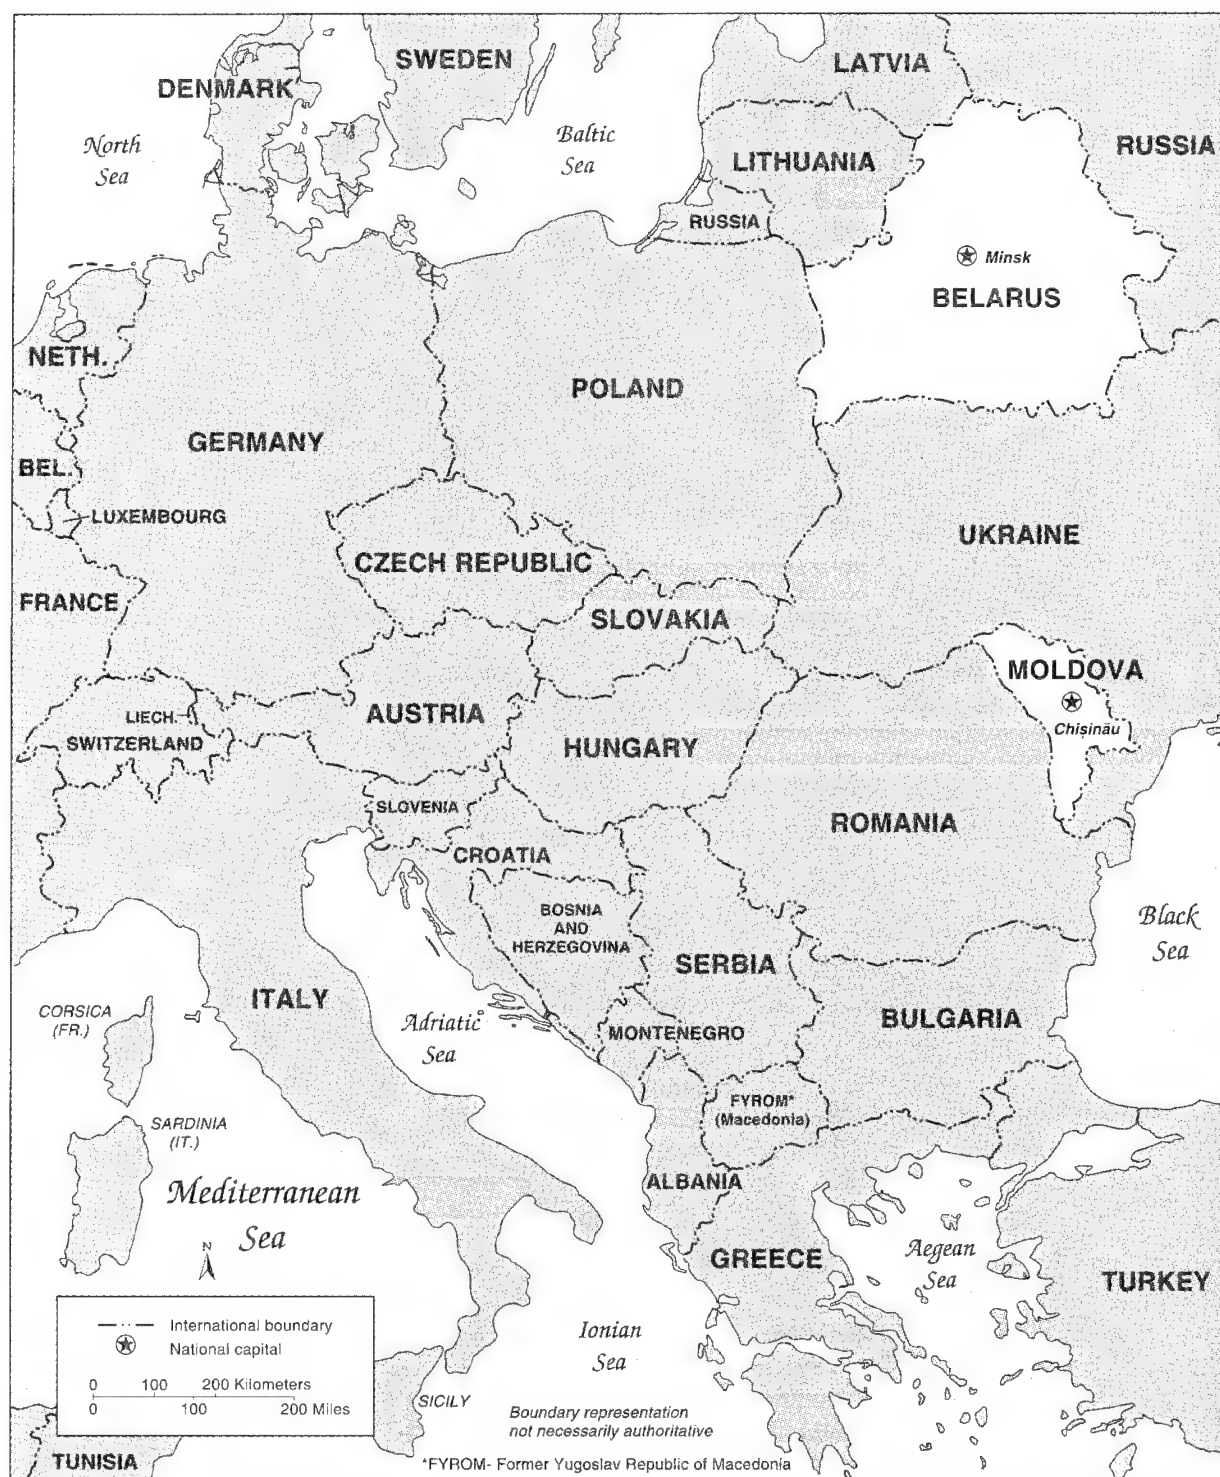 SWEDEN
LATVIA
DENMARK
North
Sea
Baltic
Sea
RUSSIA
LITHUANIA
RUSSIA
Minsk
BELARUS
NETH.
POLAND
GERMANY
BEL.
LUXEMBOURG
UKRAINE
CZECH REPUBLIC
FRANCE
SLOVAKIA
MOLDOVA
LIECH.
AUSTRIA
Chişinău
SWITZERLAND
HUNGARY
SLOVENIA
ROMANIA
CROATIA
BOSNIA
AND
HERZEGOVINA
Black
Sea
SERBIA
ITALY
CORSICA
(FR.)
Adriatic
Sea
MONTENEGRO
BULGARIA
FYROM*
(Macedonia)
SARDINIA
(IT.)
ALBANIA
Mediterranean
Sea
N
GREECE
Aegean
Sea
TURKEY
International boundary
National capital
0 100 200 Kilometers
0 100 200 Miles
Ionian
Sea
SICILY
Boundary representation
not necessarily authoritative
TUNISIA
*FYROM- Former Yugoslav Republic of Macedonia